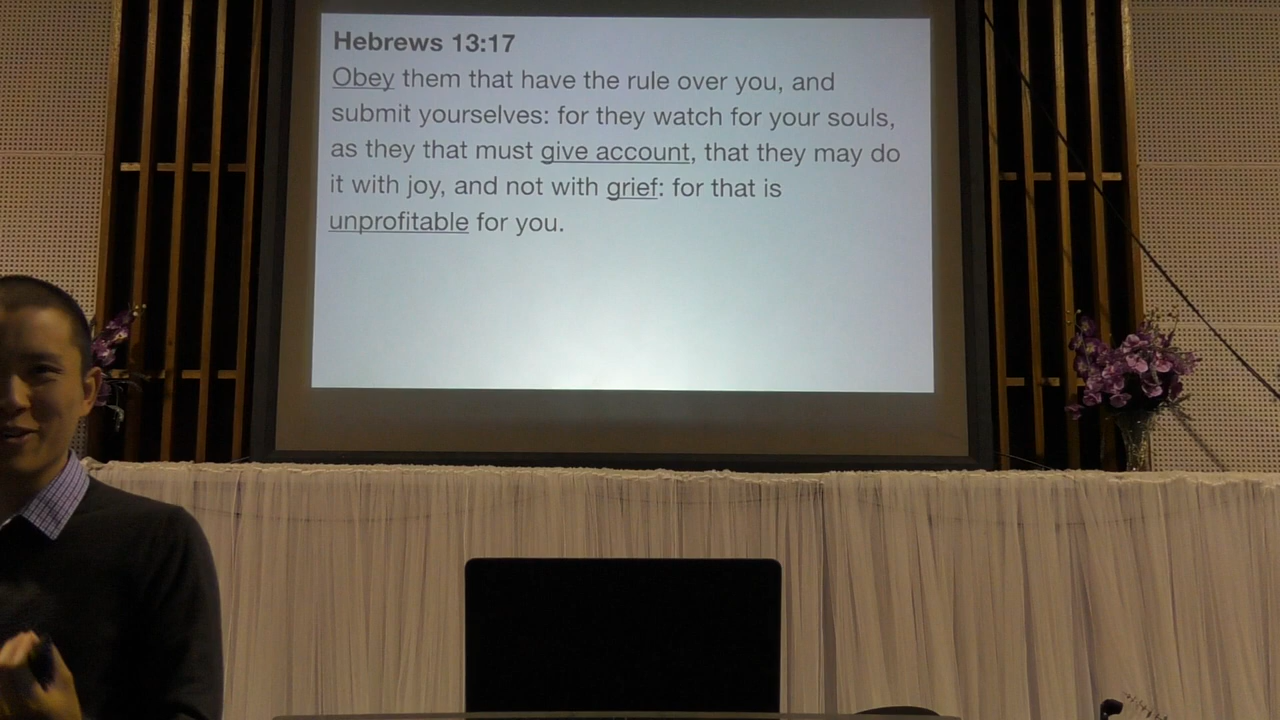 Hebrews 13:17
Obey them that have the rule over you, and
submit yourselves: for they watch for your souls,
as they that must give account, that they may do
it with joy, and not with grief: for that is
unprofitable for you.